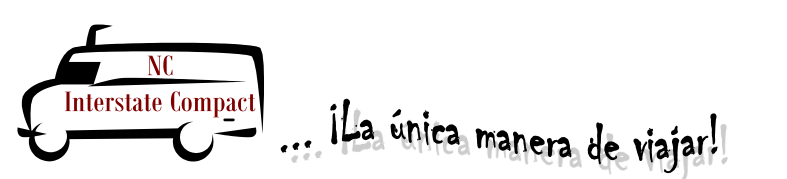 NC
Interstate Compact
... ¡La única manera de viajar!